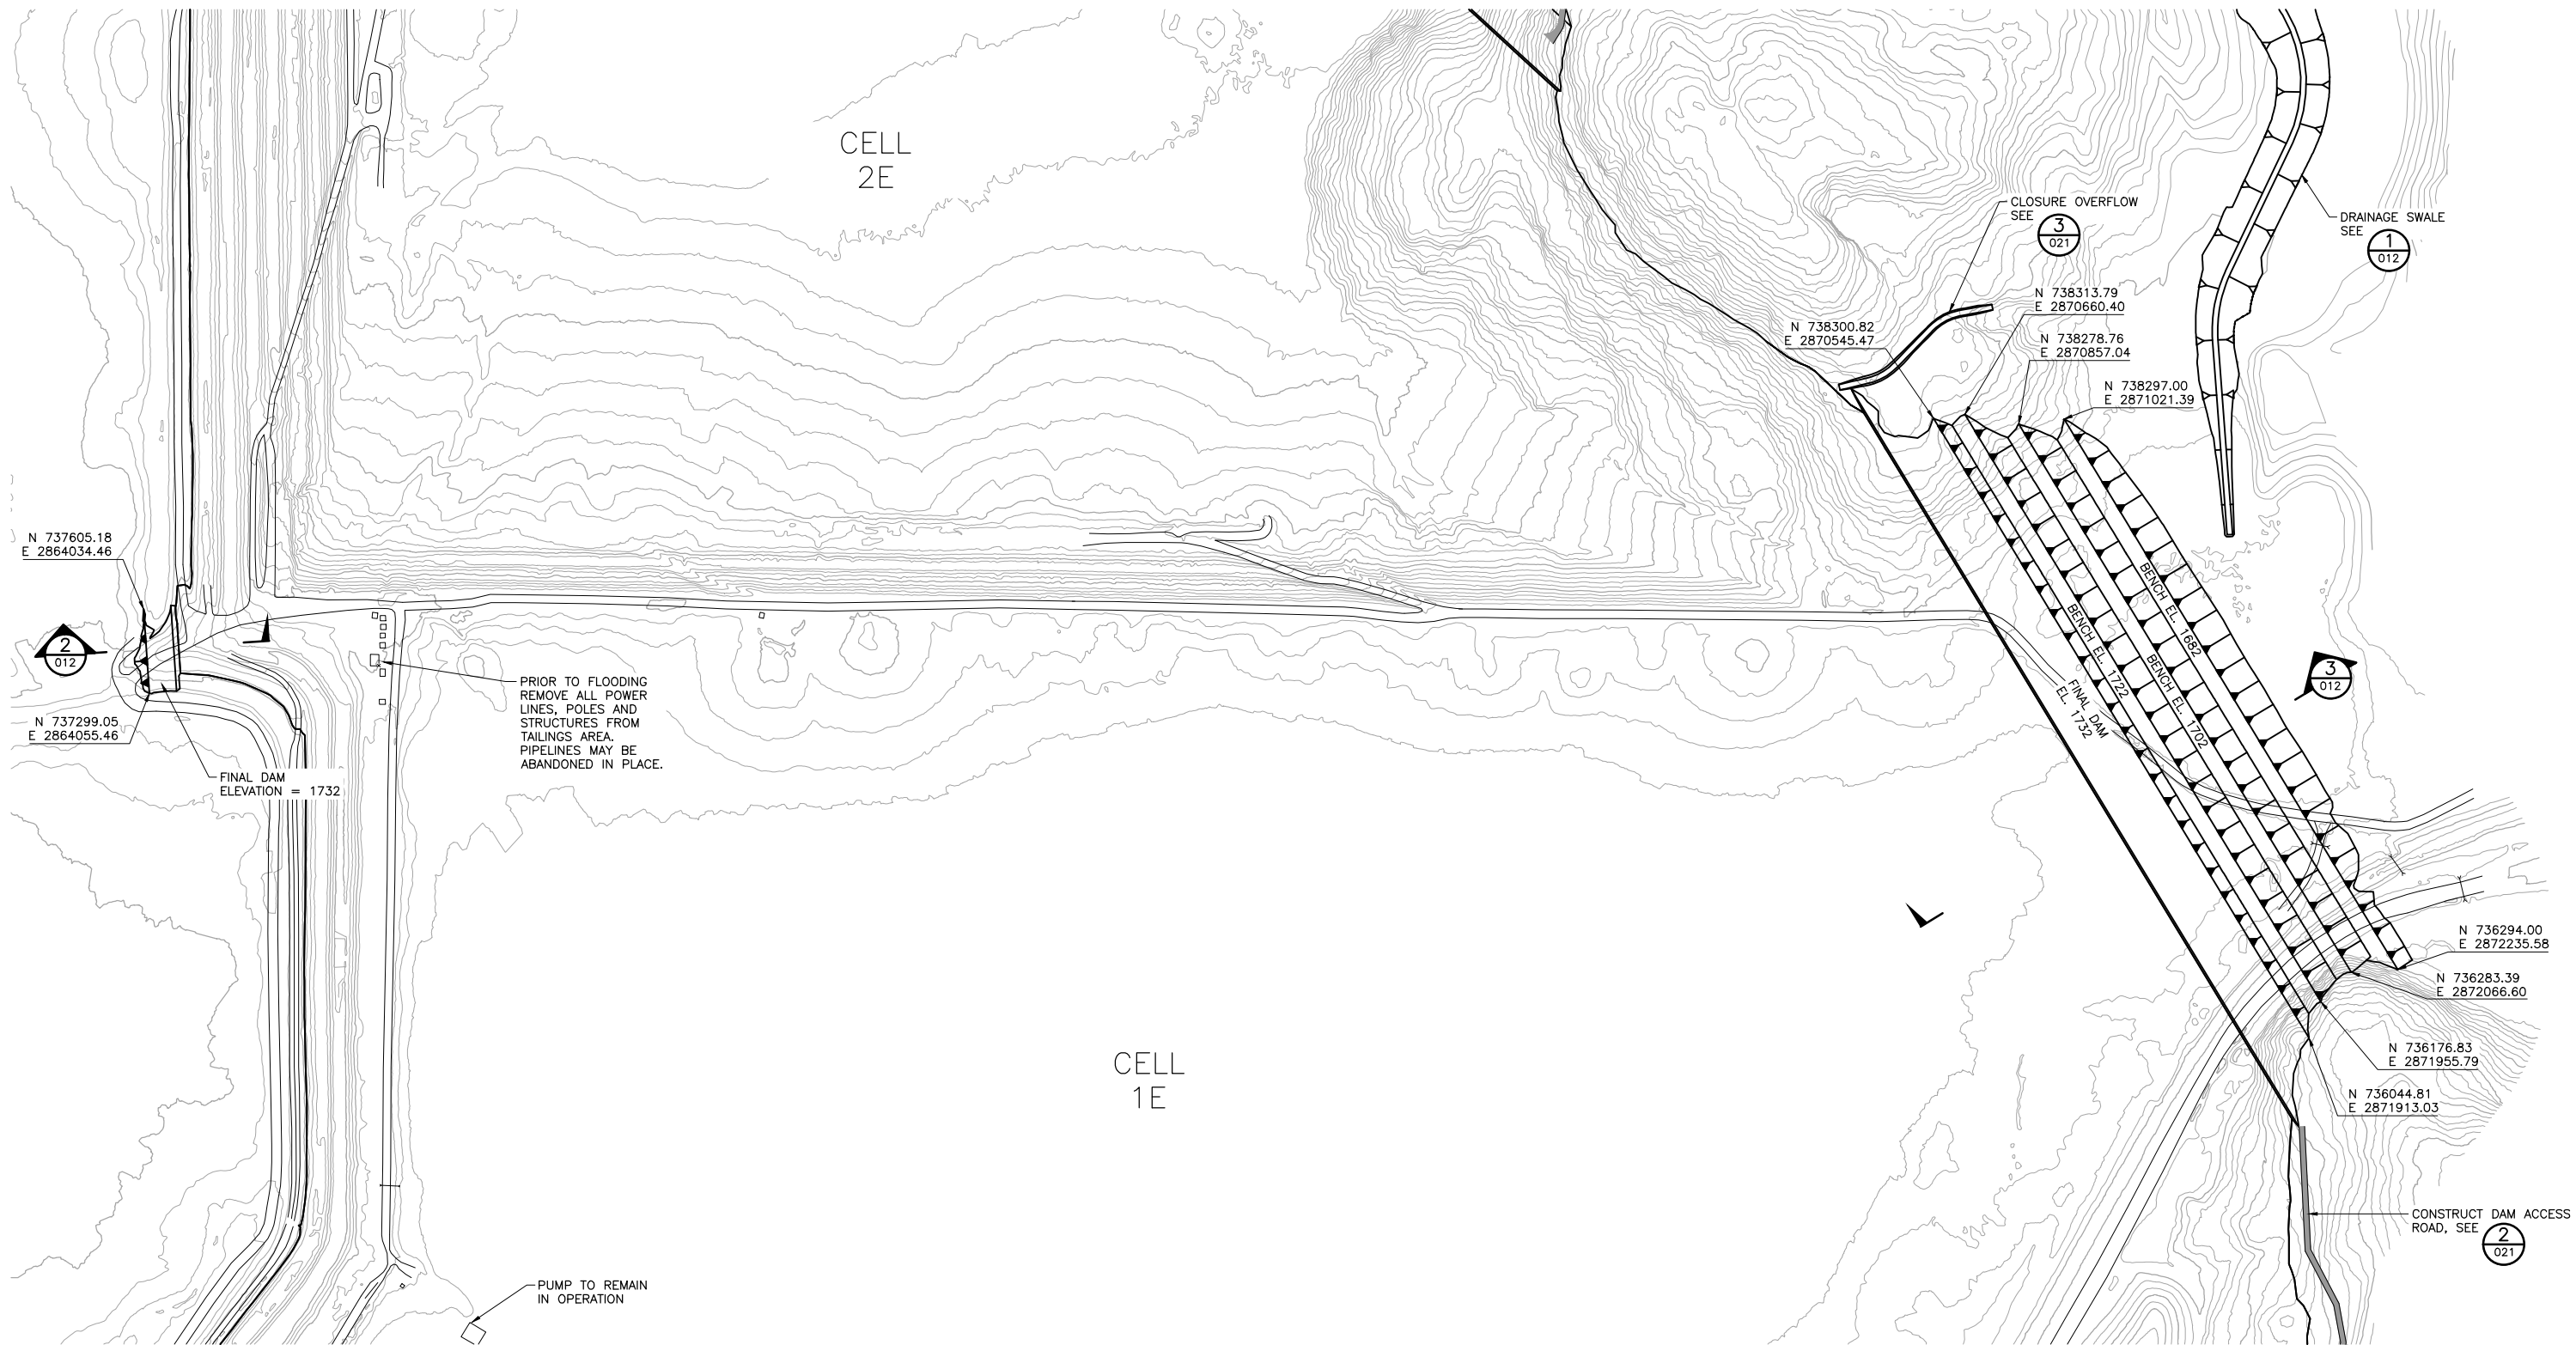 CELL
2E
CLOSURE OVERFLOW
SEE
3
021
DRAINAGE SWALE
SEE
1
012
N 738313.79
E 2870660.40
N 738300.82
E 2870545.47
N 738278.76
E 2870857.04
N 738297.00
E 2871021.39
N 737605.18
E 2864034.46
2
012
N 737299.05
E 2864055.46
FINAL DAM
ELEVATION = 1732
PRIOR TO FLOODING
REMOVE ALL POWER
LINES, POLES AND
STRUCTURES FROM
TAILINGS AREA.
PIPELINES MAY BE
ABANDONED IN PLACE.
FINAL DAM
EL. 1732
BENCH EL. 1722
BENCH EL. 1702
BENCH EL. 1682
3
012
CELL
1E
N 736294.00
E 2872235.58
N 736283.39
E 2872066.60
N 736176.83
E 2871955.79
N 736044.81
E 2871913.03
CONSTRUCT DAM ACCESS
ROAD, SEE
2
021
PUMP TO REMAIN
IN OPERATION